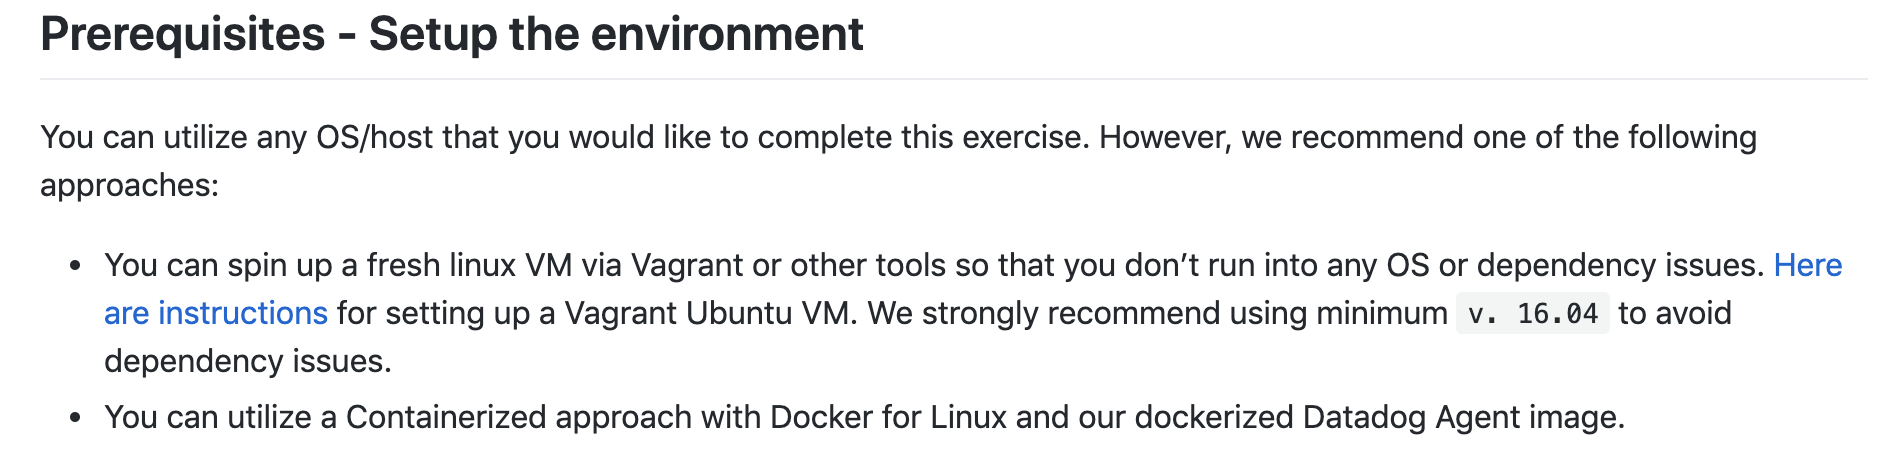 Prerequisites - Setup the environment
You can utilize any OS/host that you would like to complete this exercise. However, we recommend one of the following
approaches:
• You can spin up a fresh linux VM via Vagrant or other tools so that you don’t run into any OS or dependency issues. Here
are instructions for setting up a Vagrant Ubuntu VM. We strongly recommend using minimum v. 16.04 to avoid
dependency issues.
• You can utilize a Containerized approach with Docker for Linux and our dockerized Datadog Agent image.